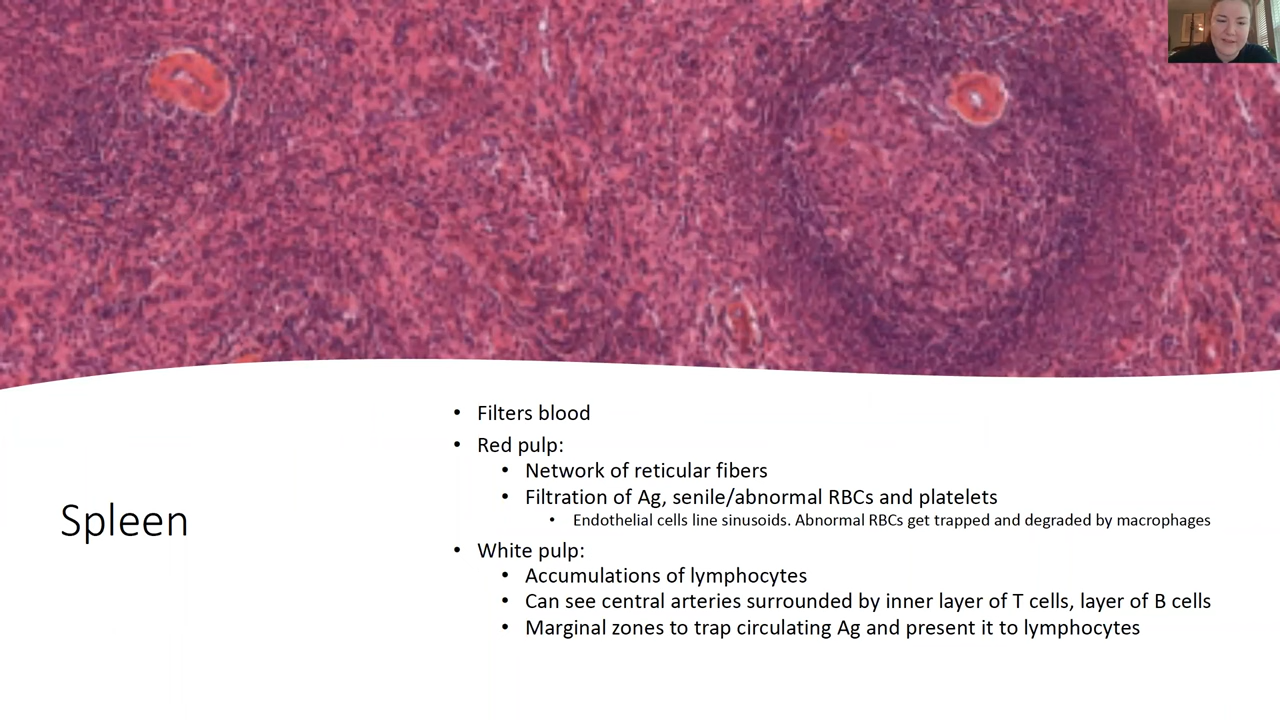 Spleen
• Filters blood
• Red pulp:
• Network of reticular fibers
• Filtration of Ag, senile/abnormal RBCs and platelets
• Endothelial cells line sinusoids. Abnormal RBCs get trapped and degraded by macrophages
• White pulp:
• Accumulations of lymphocytes
• Can see central arteries surrounded by inner layer of T cells, layer of B cells
• Marginal zones to trap circulating Ag and present it to lymphocytes